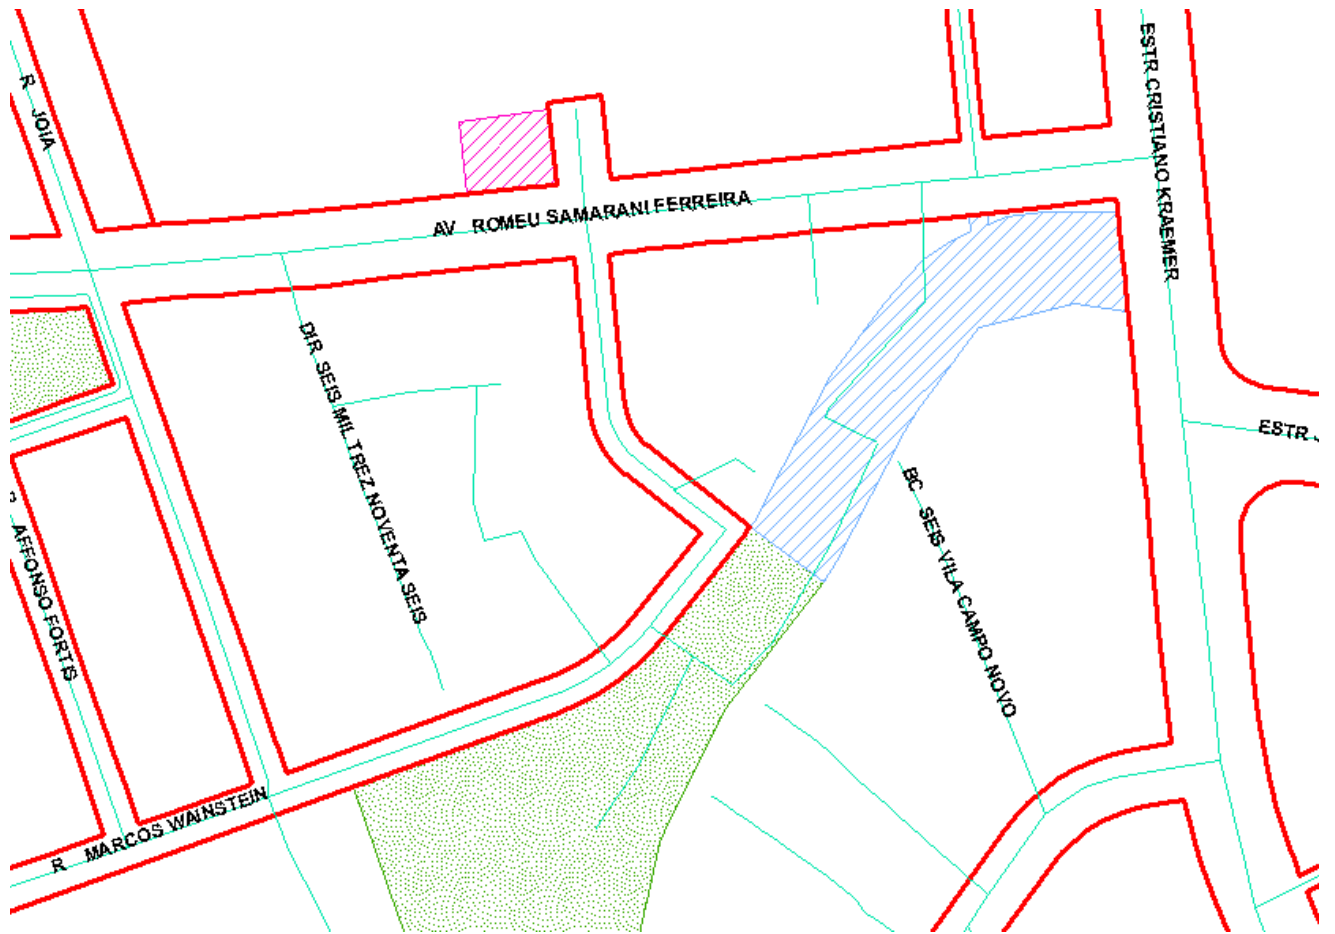 R JOIA
ESTR CRISTIANO KRAEMER
AV ROMEU SAMARANI FERREIRA
DIR SEIS MIL TREZ NOVENTA SEIS
ESTR J
BC SEIS VILA CAMPO NOVO
AFFONSO FORTIS
R MARCOS WAINSTEIN